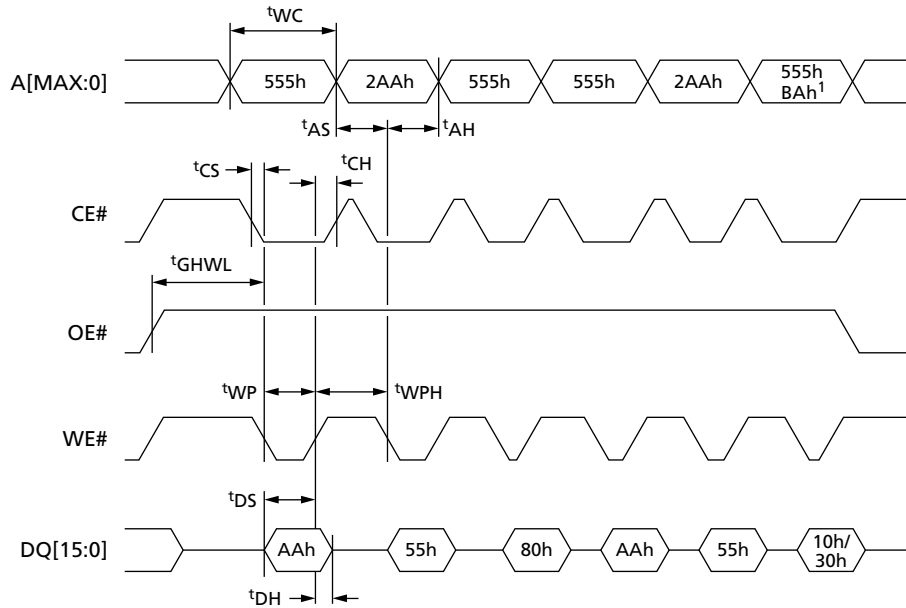 tWC
A[MAX:0]
555h
2AAh
555h
555h
2AAh
555h
BAh1
tAS
tAH
tCS
tCH
CE#
tGHWL
OE#
tWP
tWPH
WE#
tDS
DQ[15:0]
AAh
55h
80h
AAh
55h
10h/
30h
tDH